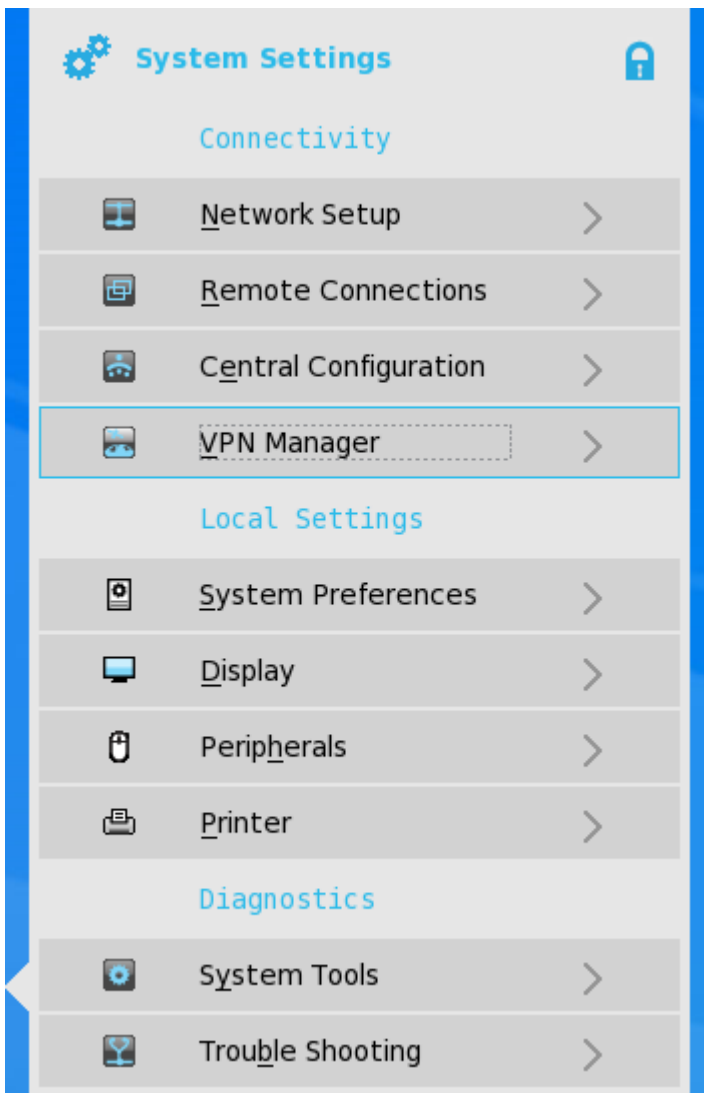 System Settings
Connectivity
Network Setup
Remote Connections
Central Configuration
VPN Manager
Local Settings
System Preferences
Display
Peripherals
Printer
Diagnostics
System Tools
Trouble Shooting